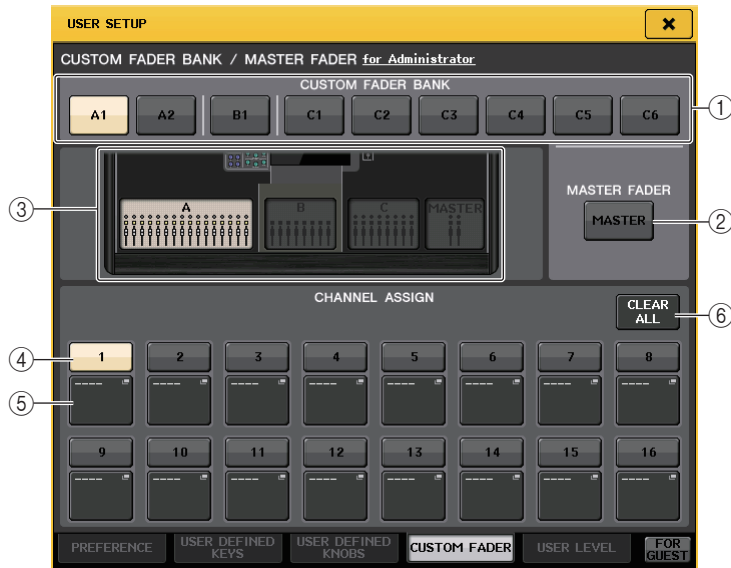 USER SETUP
CUSTOM FADER BANK / MASTER FADER for Administrator
CUSTOM FADER BANK
A1 A2 B1 C1 C2 C3 C4 C5 C6
①
③
A B C MASTER
MASTER FADER
MASTER
②
CHANNEL ASSIGN
CLEAR ALL
⑥
④
1 2 3 4 5 6 7 8
⑤
---- ---- ---- ---- ---- ---- ---- ----
9 10 11 12 13 14 15 16
---- ---- ---- ---- ---- ---- ---- ----
PREFERENCE USER DEFINED KEYS USER DEFINED KNOBS CUSTOM FADER USER LEVEL FOR GUEST